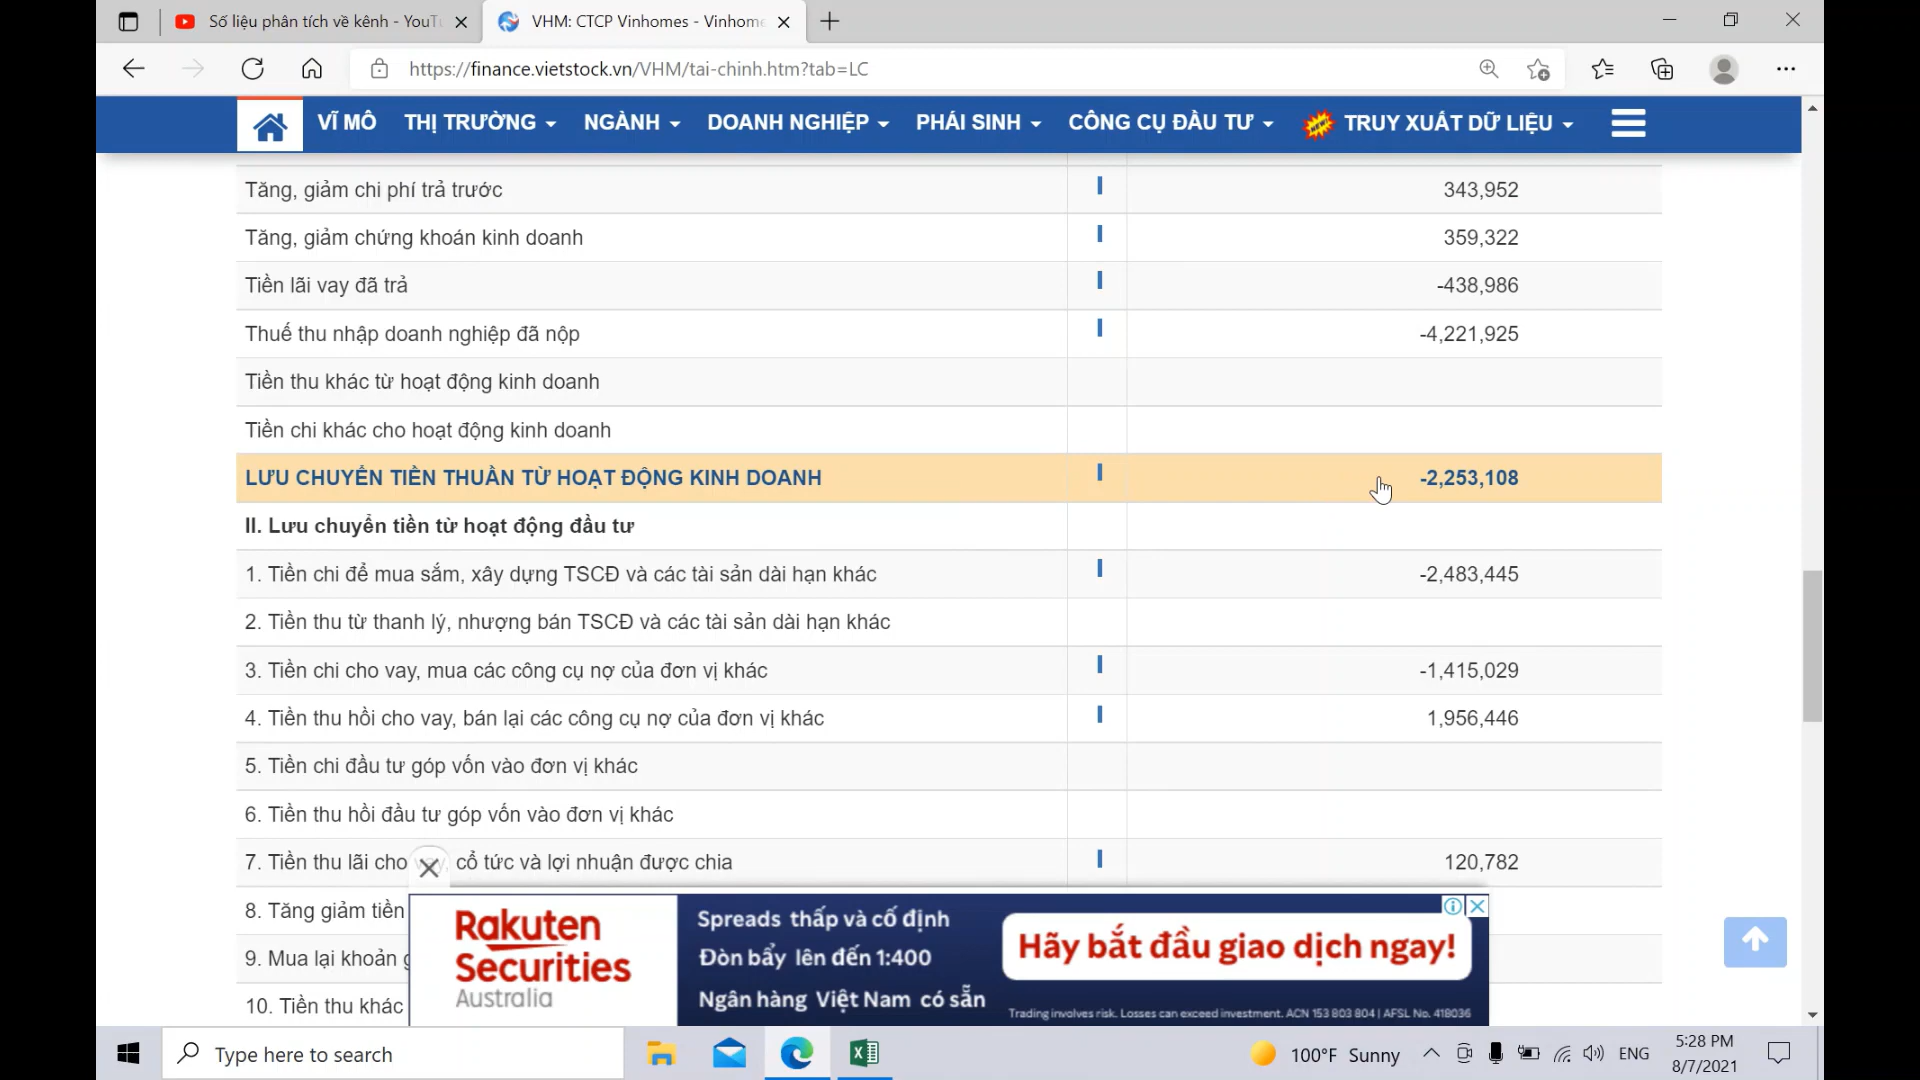 Số liệu phân tích về kênh - YouTu
VHM: CTCP Vinhomes - Vinhome
https://finance.vietstock.vn/VHM/tai-chinh.htm?tab=LC
VĨ MÔ THỊ TRƯỜNG NGÀNH DOANH NGHIỆP PHÁI SINH CÔNG CỤ ĐẦU TƯ NEW TRUY XUẤT DỮ LIỆU
Tăng, giảm chi phí trả trước 343,952
Tăng, giảm chứng khoán kinh doanh 359,322
Tiền lãi vay đã trả -438,986
Thuế thu nhập doanh nghiệp đã nộp -4,221,925
Tiền thu khác từ hoạt động kinh doanh
Tiền chi khác cho hoạt động kinh doanh
LƯU CHUYỂN TIỀN THUẦN TỪ HOẠT ĐỘNG KINH DOANH -2,253,108
II. Lưu chuyển tiền từ hoạt động đầu tư
1. Tiền chi để mua sắm, xây dựng TSCĐ và các tài sản dài hạn khác -2,483,445
2. Tiền thu từ thanh lý, nhượng bán TSCĐ và các tài sản dài hạn khác
3. Tiền chi cho vay, mua các công cụ nợ của đơn vị khác -1,415,029
4. Tiền thu hồi cho vay, bán lại các công cụ nợ của đơn vị khác 1,956,446
5. Tiền chi đầu tư góp vốn vào đơn vị khác
6. Tiền thu hồi đầu tư góp vốn vào đơn vị khác
7. Tiền thu lãi cho vay, cổ tức và lợi nhuận được chia 120,782
8. Tăng giảm tiền
9. Mua lại khoản
10. Tiền thu khác
Rakuten
Securities
Australia
Spreads thấp và cố định
Đòn bẩy lên đến 1:400
Ngân hàng Việt Nam có sẵn
Hãy bắt đầu giao dịch ngay!
Trading involves risk. Losses can exceed investment. ACN 153 803 804 | AFSL No. 418036
Type here to search
100°F Sunny
ENG
5:28 PM
8/7/2021